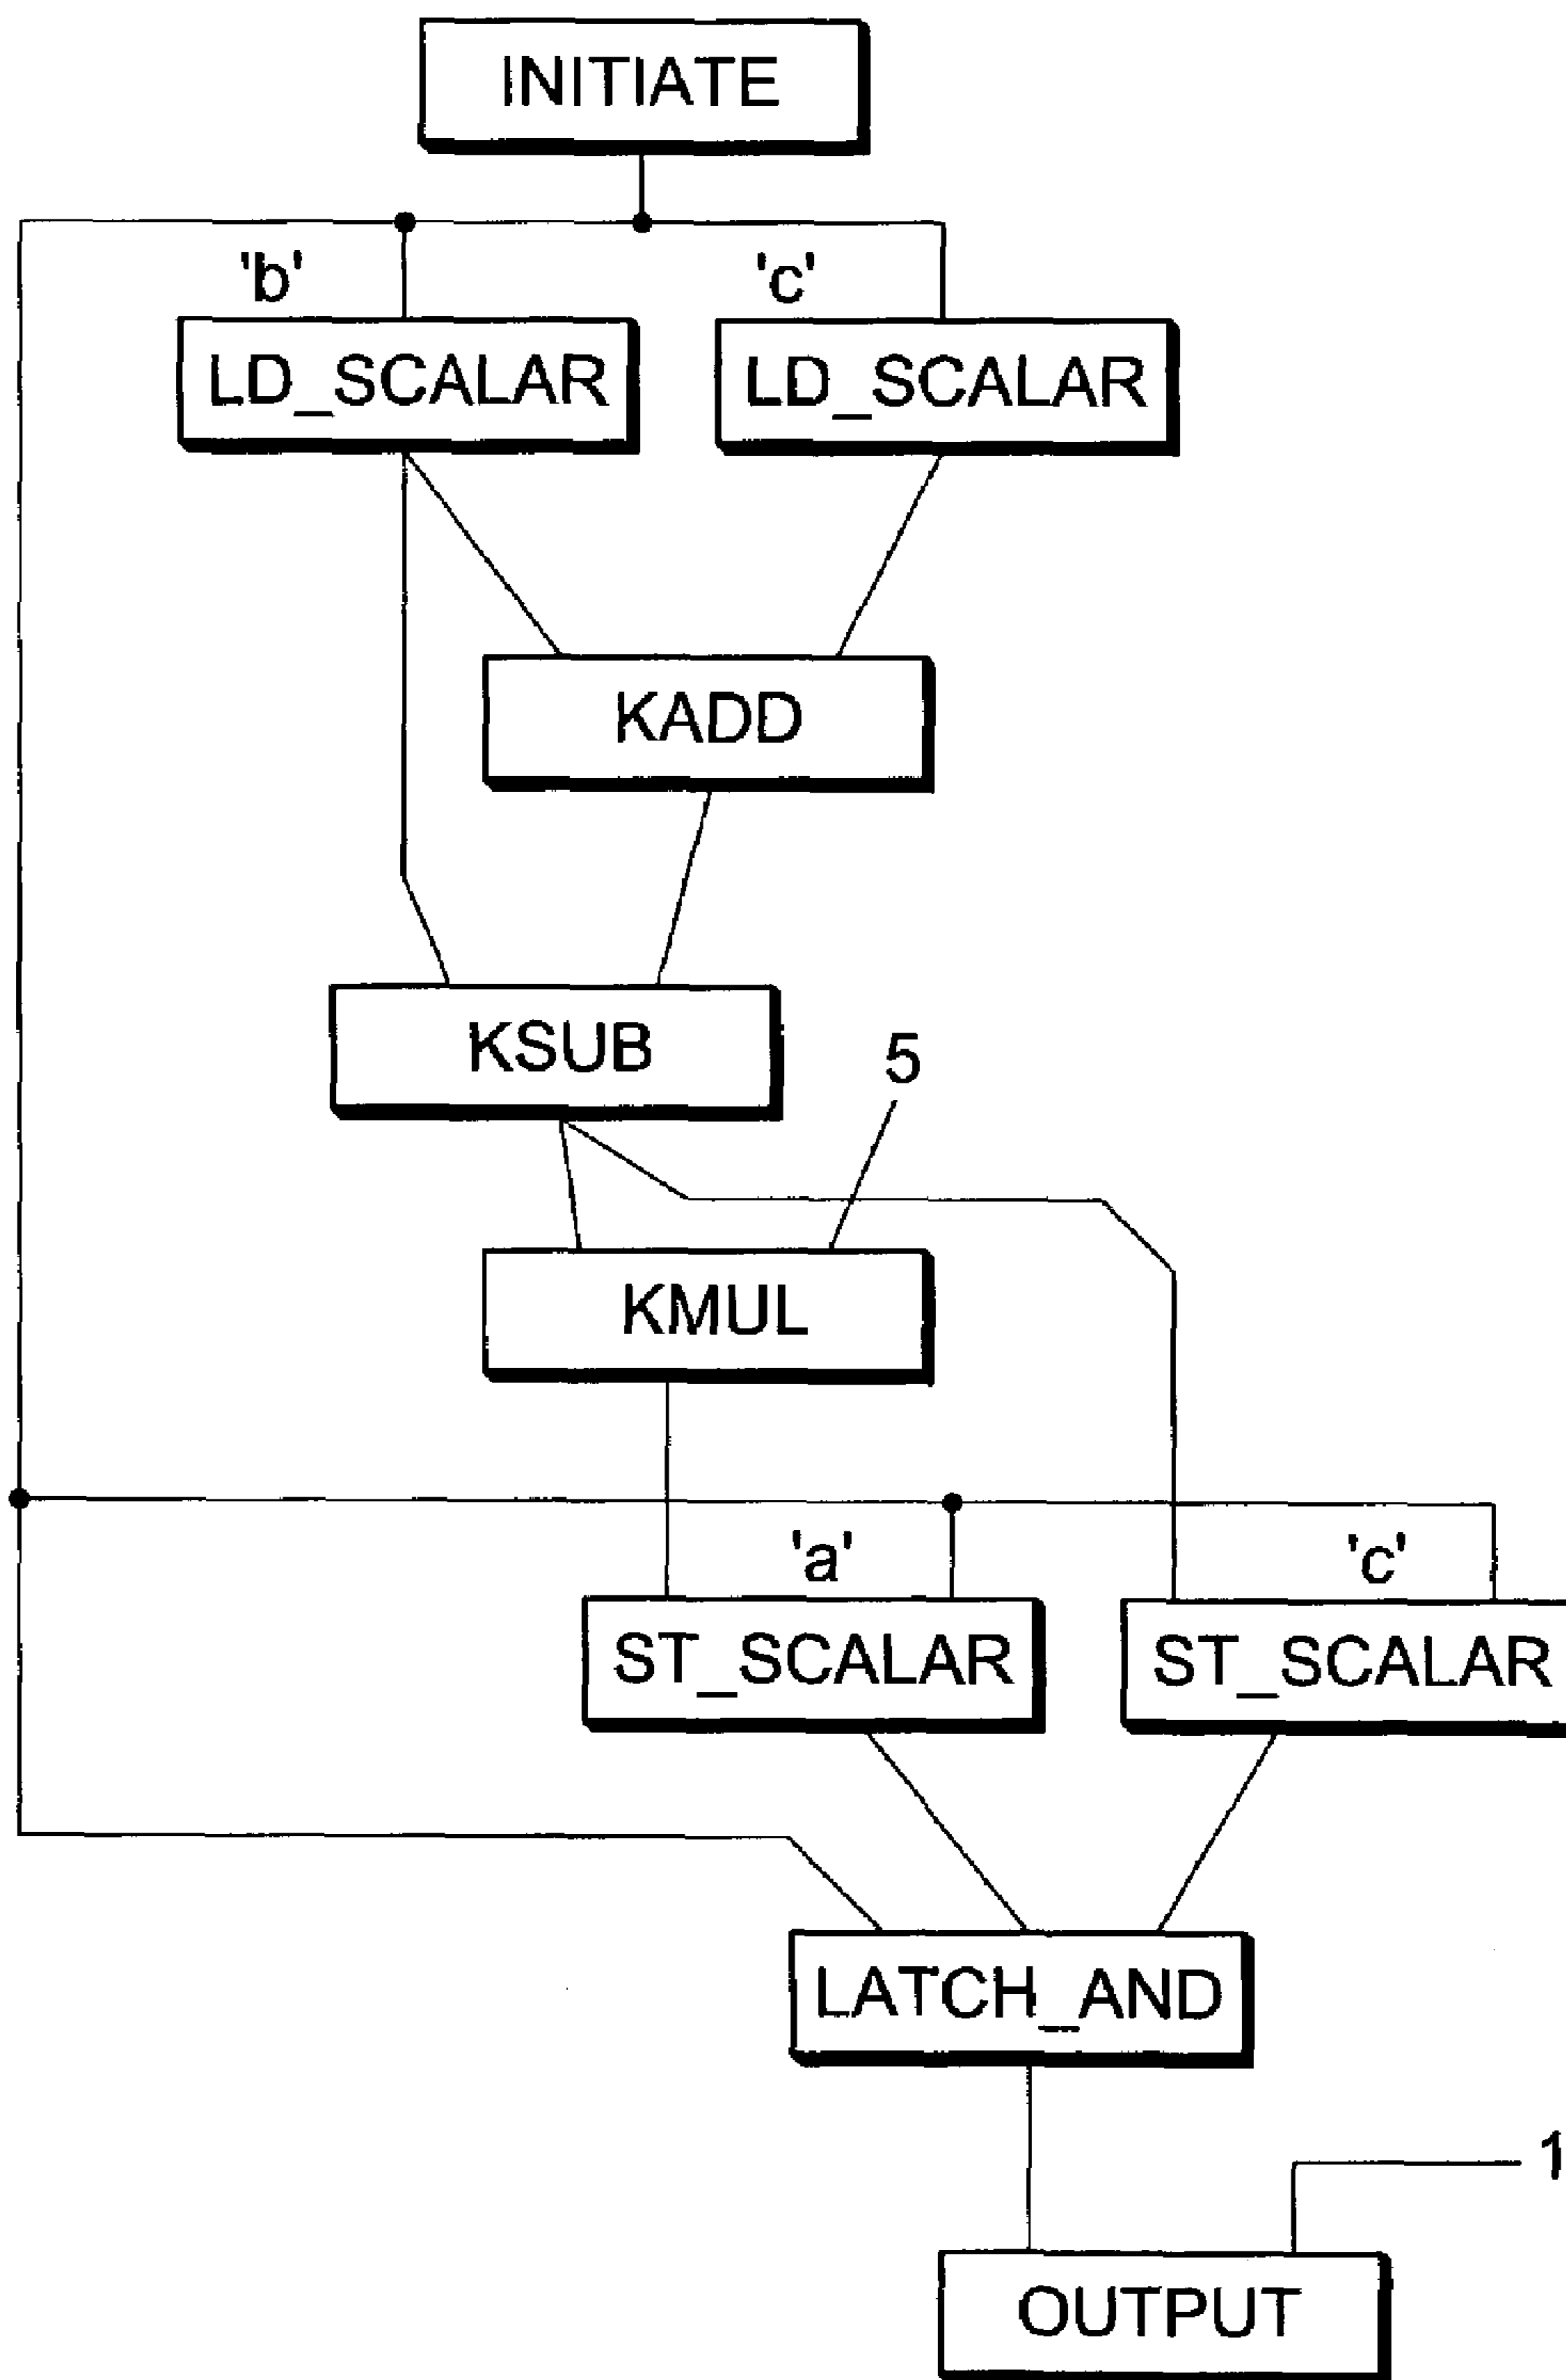 INITIATE
'b'
'c'
LD_SCALAR
LD_SCALAR
KADD
KSUB
5
KMUL
'a'
'c'
ST_SCALAR
ST_SCALAR
LATCH_AND
1
OUTPUT